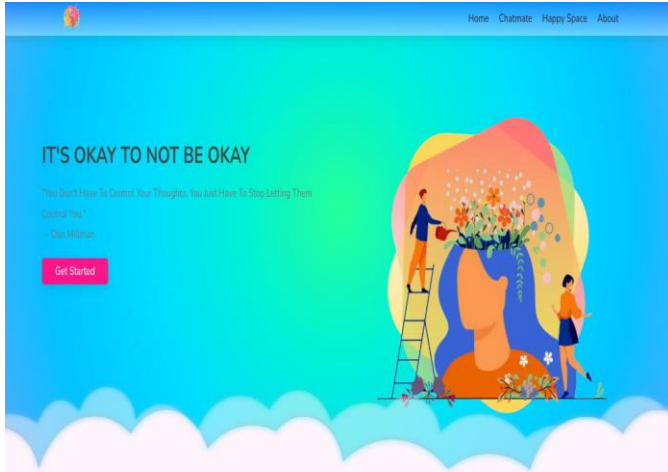 Home Chatmate Happy Space About
IT'S OKAY TO NOT BE OKAY
"You Don't Have To Control Your Thoughts. You Just Have To Stop Letting Them
Control You."
— Dan Millman
Get Started